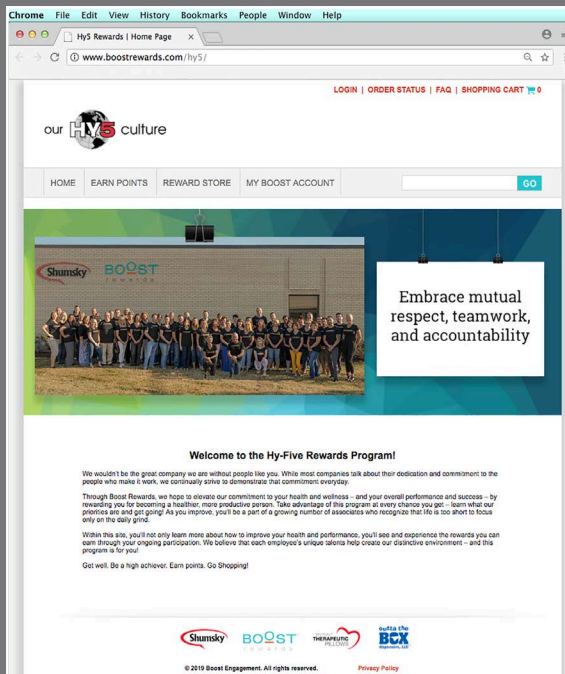 Chrome File Edit View History Bookmarks People Window Help
Hy5 Rewards | Home Page
www.boostrewards.com/hy5/
LOGIN | ORDER STATUS | FAQ | SHOPPING CART 0
our HY5 culture
HOME EARN POINTS REWARD STORE MY BOOST ACCOUNT GO
Shumsky BOOST
rewards
Embrace mutual
respect, teamwork,
and accountability
Welcome to the Hy-Five Rewards Program!
We wouldn't be the great company we are without people like you. While most companies talk about their dedication and commitment to the
people who make it work, we continually strive to demonstrate that commitment everyday.
Through Boost Rewards, we hope to elevate our commitment to your health and wellness – and your overall performance and success – by
rewarding you for becoming a healthier, more productive person. Take advantage of this program at every chance you get – learn what our
priorities are and get going! As you improve, you'll be a part of a growing number of associates who recognize that life is too short to focus
only on the daily grind.
Within this site, you'll not only learn more about how to improve your health and performance, you'll see and experience the rewards you can
earn through your ongoing participation. We believe that each employee's unique talents help create our distinctive environment – and this
program is for you!
Get well. Be a high achiever. Earn points. Go Shopping!
Shumsky BOOST THERAPEUTIC outta the
rewards PILLOWS BOX
© 2019 Boost Engagement. All rights reserved. Privacy Policy